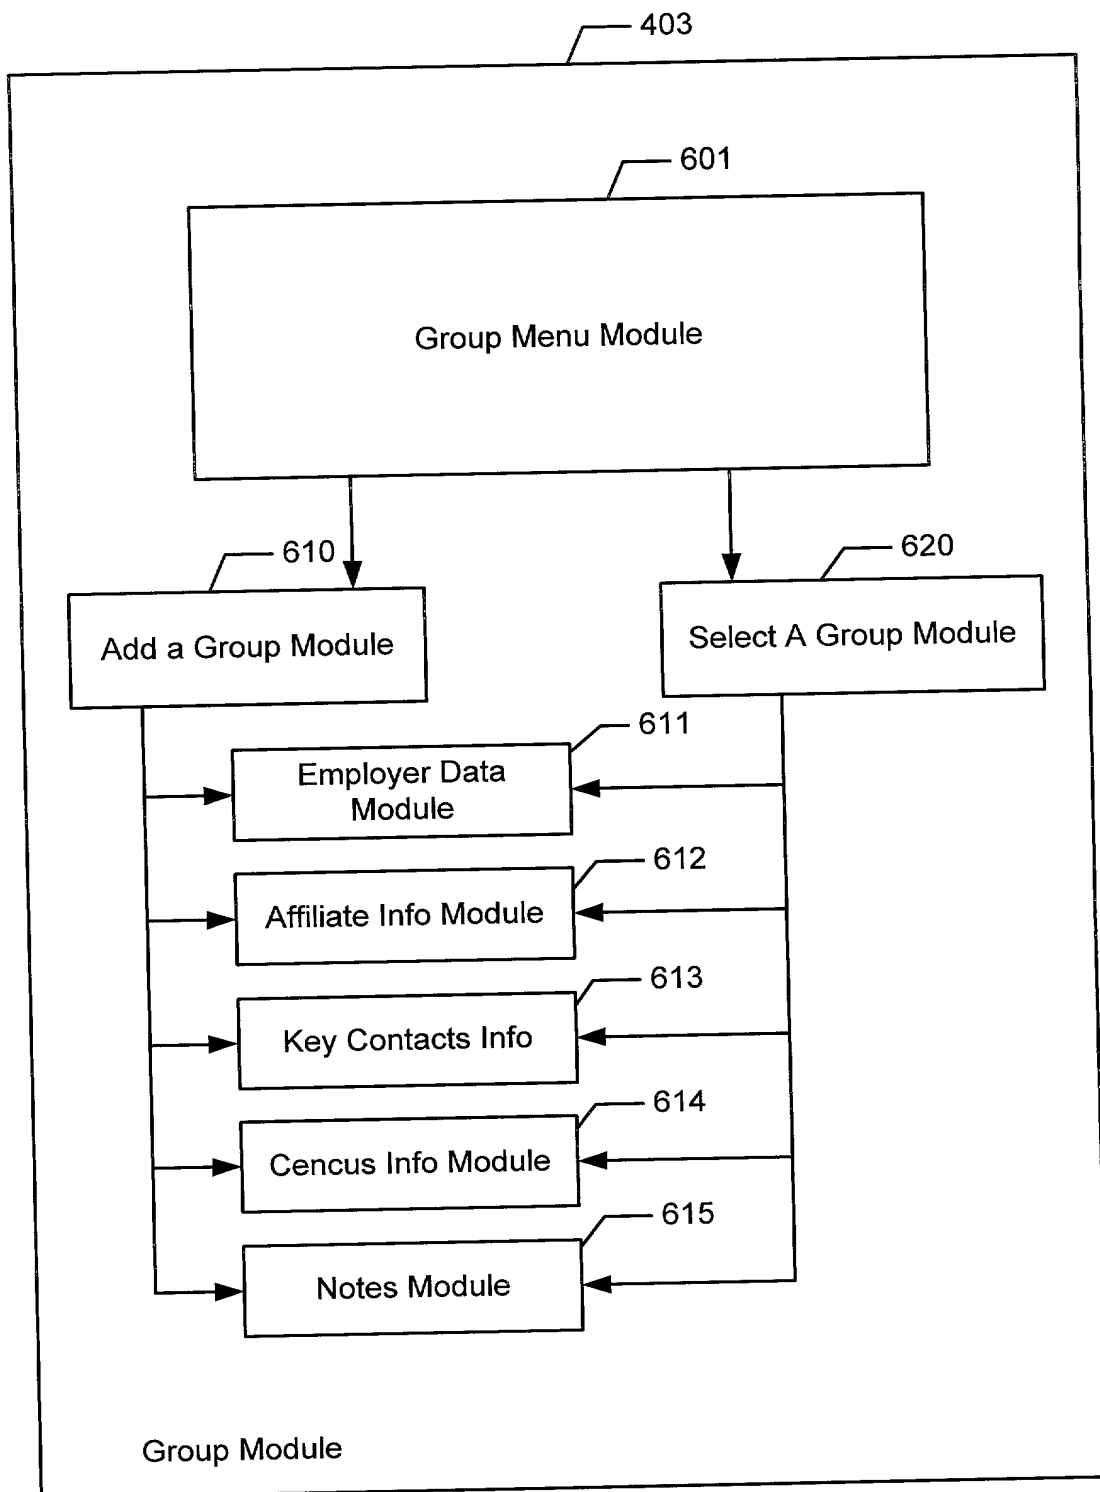 403
601
Group Menu Module
610
620
Add a Group Module
Select A Group Module
611
Employer Data
Module
612
Affiliate Info Module
613
Key Contacts Info
614
Cencus Info Module
615
Notes Module
Group Module